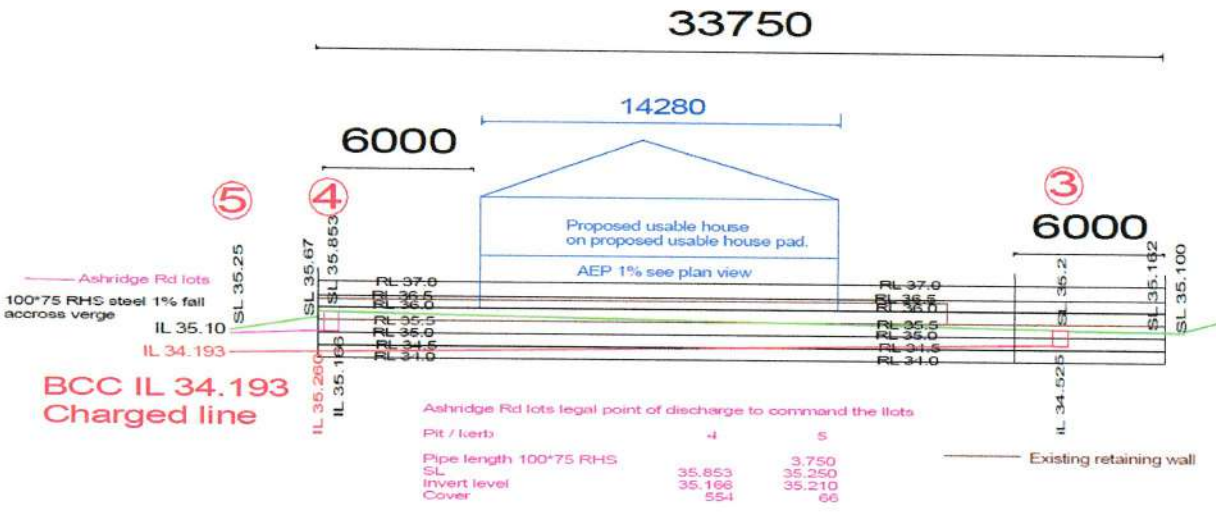 33750
14280
6000
5
4
3
6000
Proposed usable house
on proposed usable house pad.
AEP 1% see plan view
SL 35.25
SL 35.67
SL 35.853
SL 35.2
SL 35.162
SL 35.100
Ashridge Rd lots
100*75 RHS steel 1% fall
accross verge
IL 35.10
IL 34.193
BCC IL 34.193
Charged line
RL 37.0
RL 36.5
RL 36.0
RL 35.5
RL 35.0
RL 34.5
RL 34.0
RL 37.0
RL 36.5
RL 36.0
RL 35.5
RL 35.0
RL 34.5
RL 34.0
IL 35.260
IL 35.166
IL 34.525
Ashridge Rd lots legal point of discharge to command the llots
Pit / kerb 4 5
Pipe length 100*75 RHS 3.750
SL 35.853 35.250
Invert level 35.166 35.210
Cover 554 66
Existing retaining wall